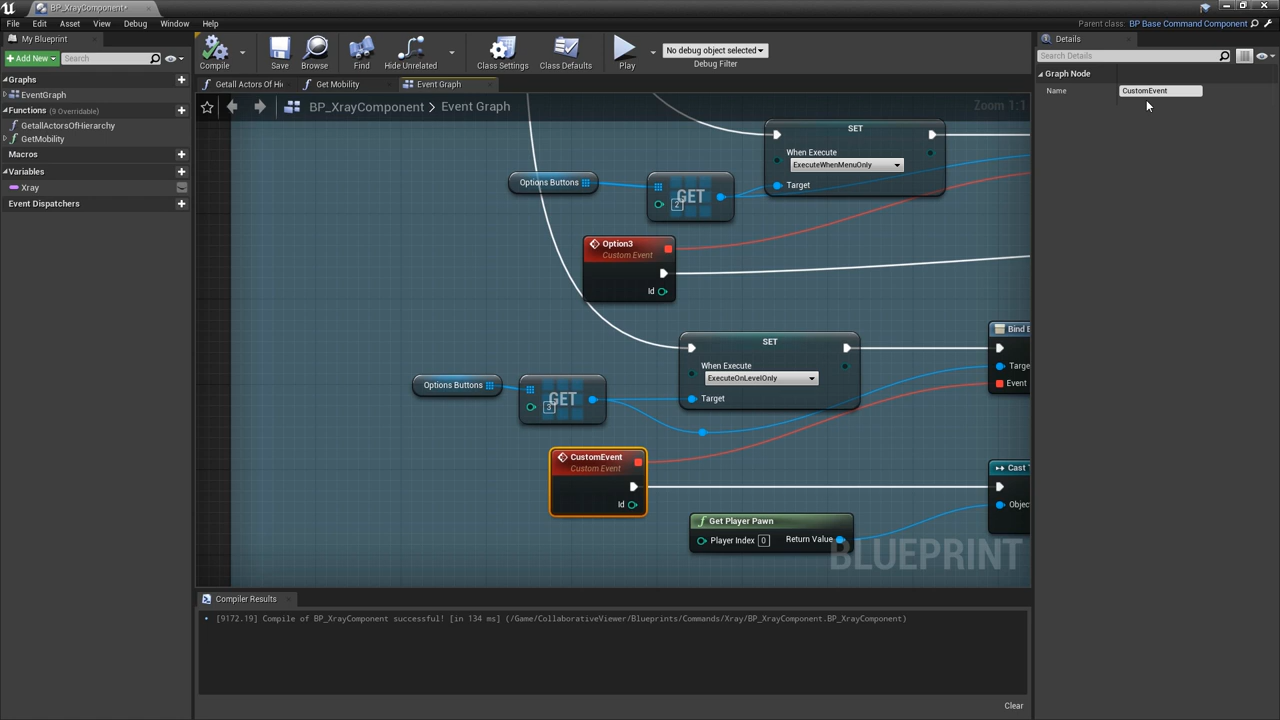 BP_XrayComponent*
File Edit Asset View Debug Window Help
Parent class: BP Base Command Component
My Blueprint
Add New Search
Graphs
EventGraph
Functions (9 Overridable)
GetallActorsOfHierarchy
GetMobility
Macros
Variables
Xray
Event Dispatchers
Compile Save Browse Find Hide Unrelated Class Settings Class Defaults Play
No debug object selected
Debug Filter
Getall Actors Of Hi Get Mobility Event Graph
BP_XrayComponent > Event Graph
Zoom 1:1
SET
When Execute
ExecuteWhenMenuOnly
Target
Options Buttons
GET
2
Option3
Custom Event
Id
SET
When Execute
ExecuteOnLevelOnly
Target
Options Buttons
GET
3
Bind E
Targe
Event
CustomEvent
Custom Event
Id
Cast
Objec
Get Player Pawn
Player Index 0 Return Value
BLUEPRINT
Compiler Results
[9172.19] Compile of BP_XrayComponent successful! [in 134 ms] (/Game/CollaborativeViewer/Blueprints/Commands/Xray/BP_XrayComponent.BP_XrayComponent)
Clear
Details
Search Details
Graph Node
Name CustomEvent